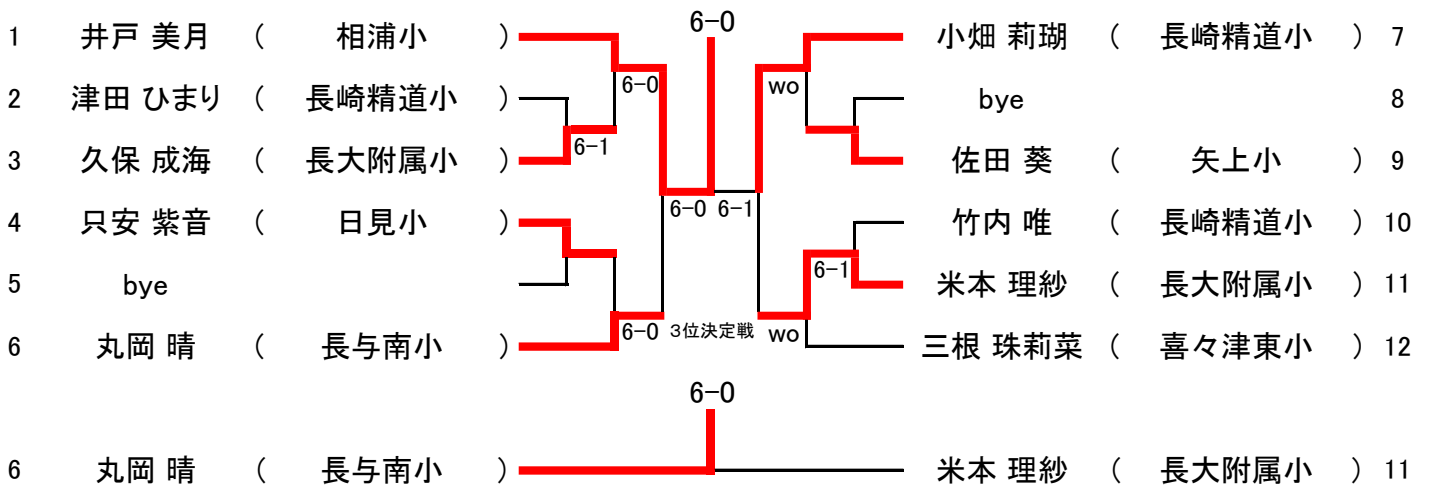 6-0
1 井戸 美月 ( 相浦小 ) 小畑 莉瑚 ( 長崎精道小 ) 7
6-0 wo
2 津田 ひまり ( 長崎精道小 ) bye 8
6-1
3 久保 成海 ( 長大附属小 ) 佐田 葵 ( 矢上小 ) 9
6-0 6-1
4 只安 紫音 ( 日見小 ) 竹内 唯 ( 長崎精道小 ) 10
6-1
5 bye 米本 理紗 ( 長大附属小 ) 11
6-0 3位決定戦 wo
6 丸岡 晴 ( 長与南小 ) 三根 珠莉菜 ( 喜々津東小 ) 12
6-0
6 丸岡 晴 ( 長与南小 ) 米本 理紗 ( 長大附属小 ) 11